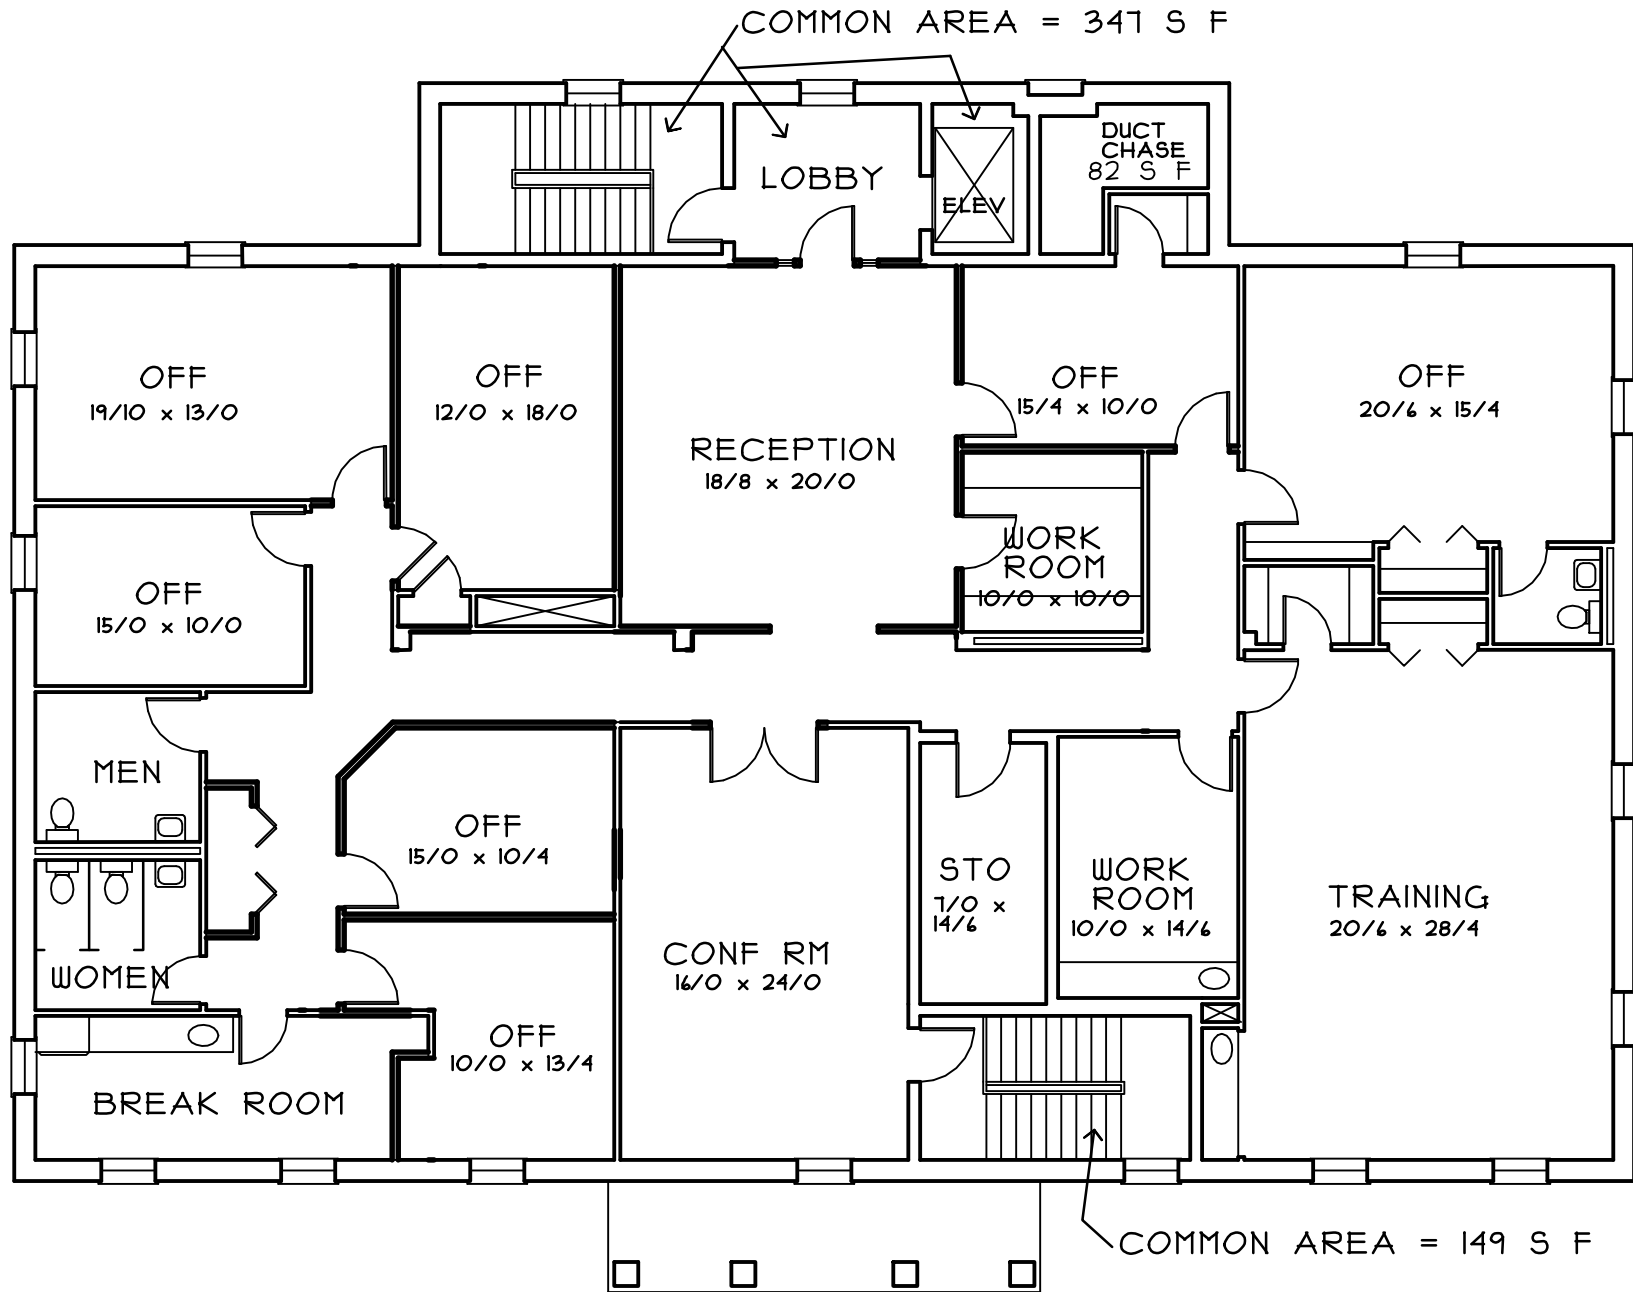 COMMON AREA = 347 S F
DUCT
CHASE
82 S F
LOBBY
ELEV
OFF
19/10 x 13/0
OFF
12/0 x 18/0
RECEPTION
18/8 x 20/0
OFF
15/4 x 10/0
OFF
20/6 x 15/4
WORK
ROOM
10/0 x 10/0
OFF
15/0 x 10/0
MEN
OFF
15/0 x 10/4
STO
7/0 x
14/6
WORK
ROOM
10/0 x 14/6
TRAINING
20/6 x 28/4
CONF RM
16/0 x 24/0
WOMEN
OFF
10/0 x 13/4
BREAK ROOM
COMMON AREA = 149 S F